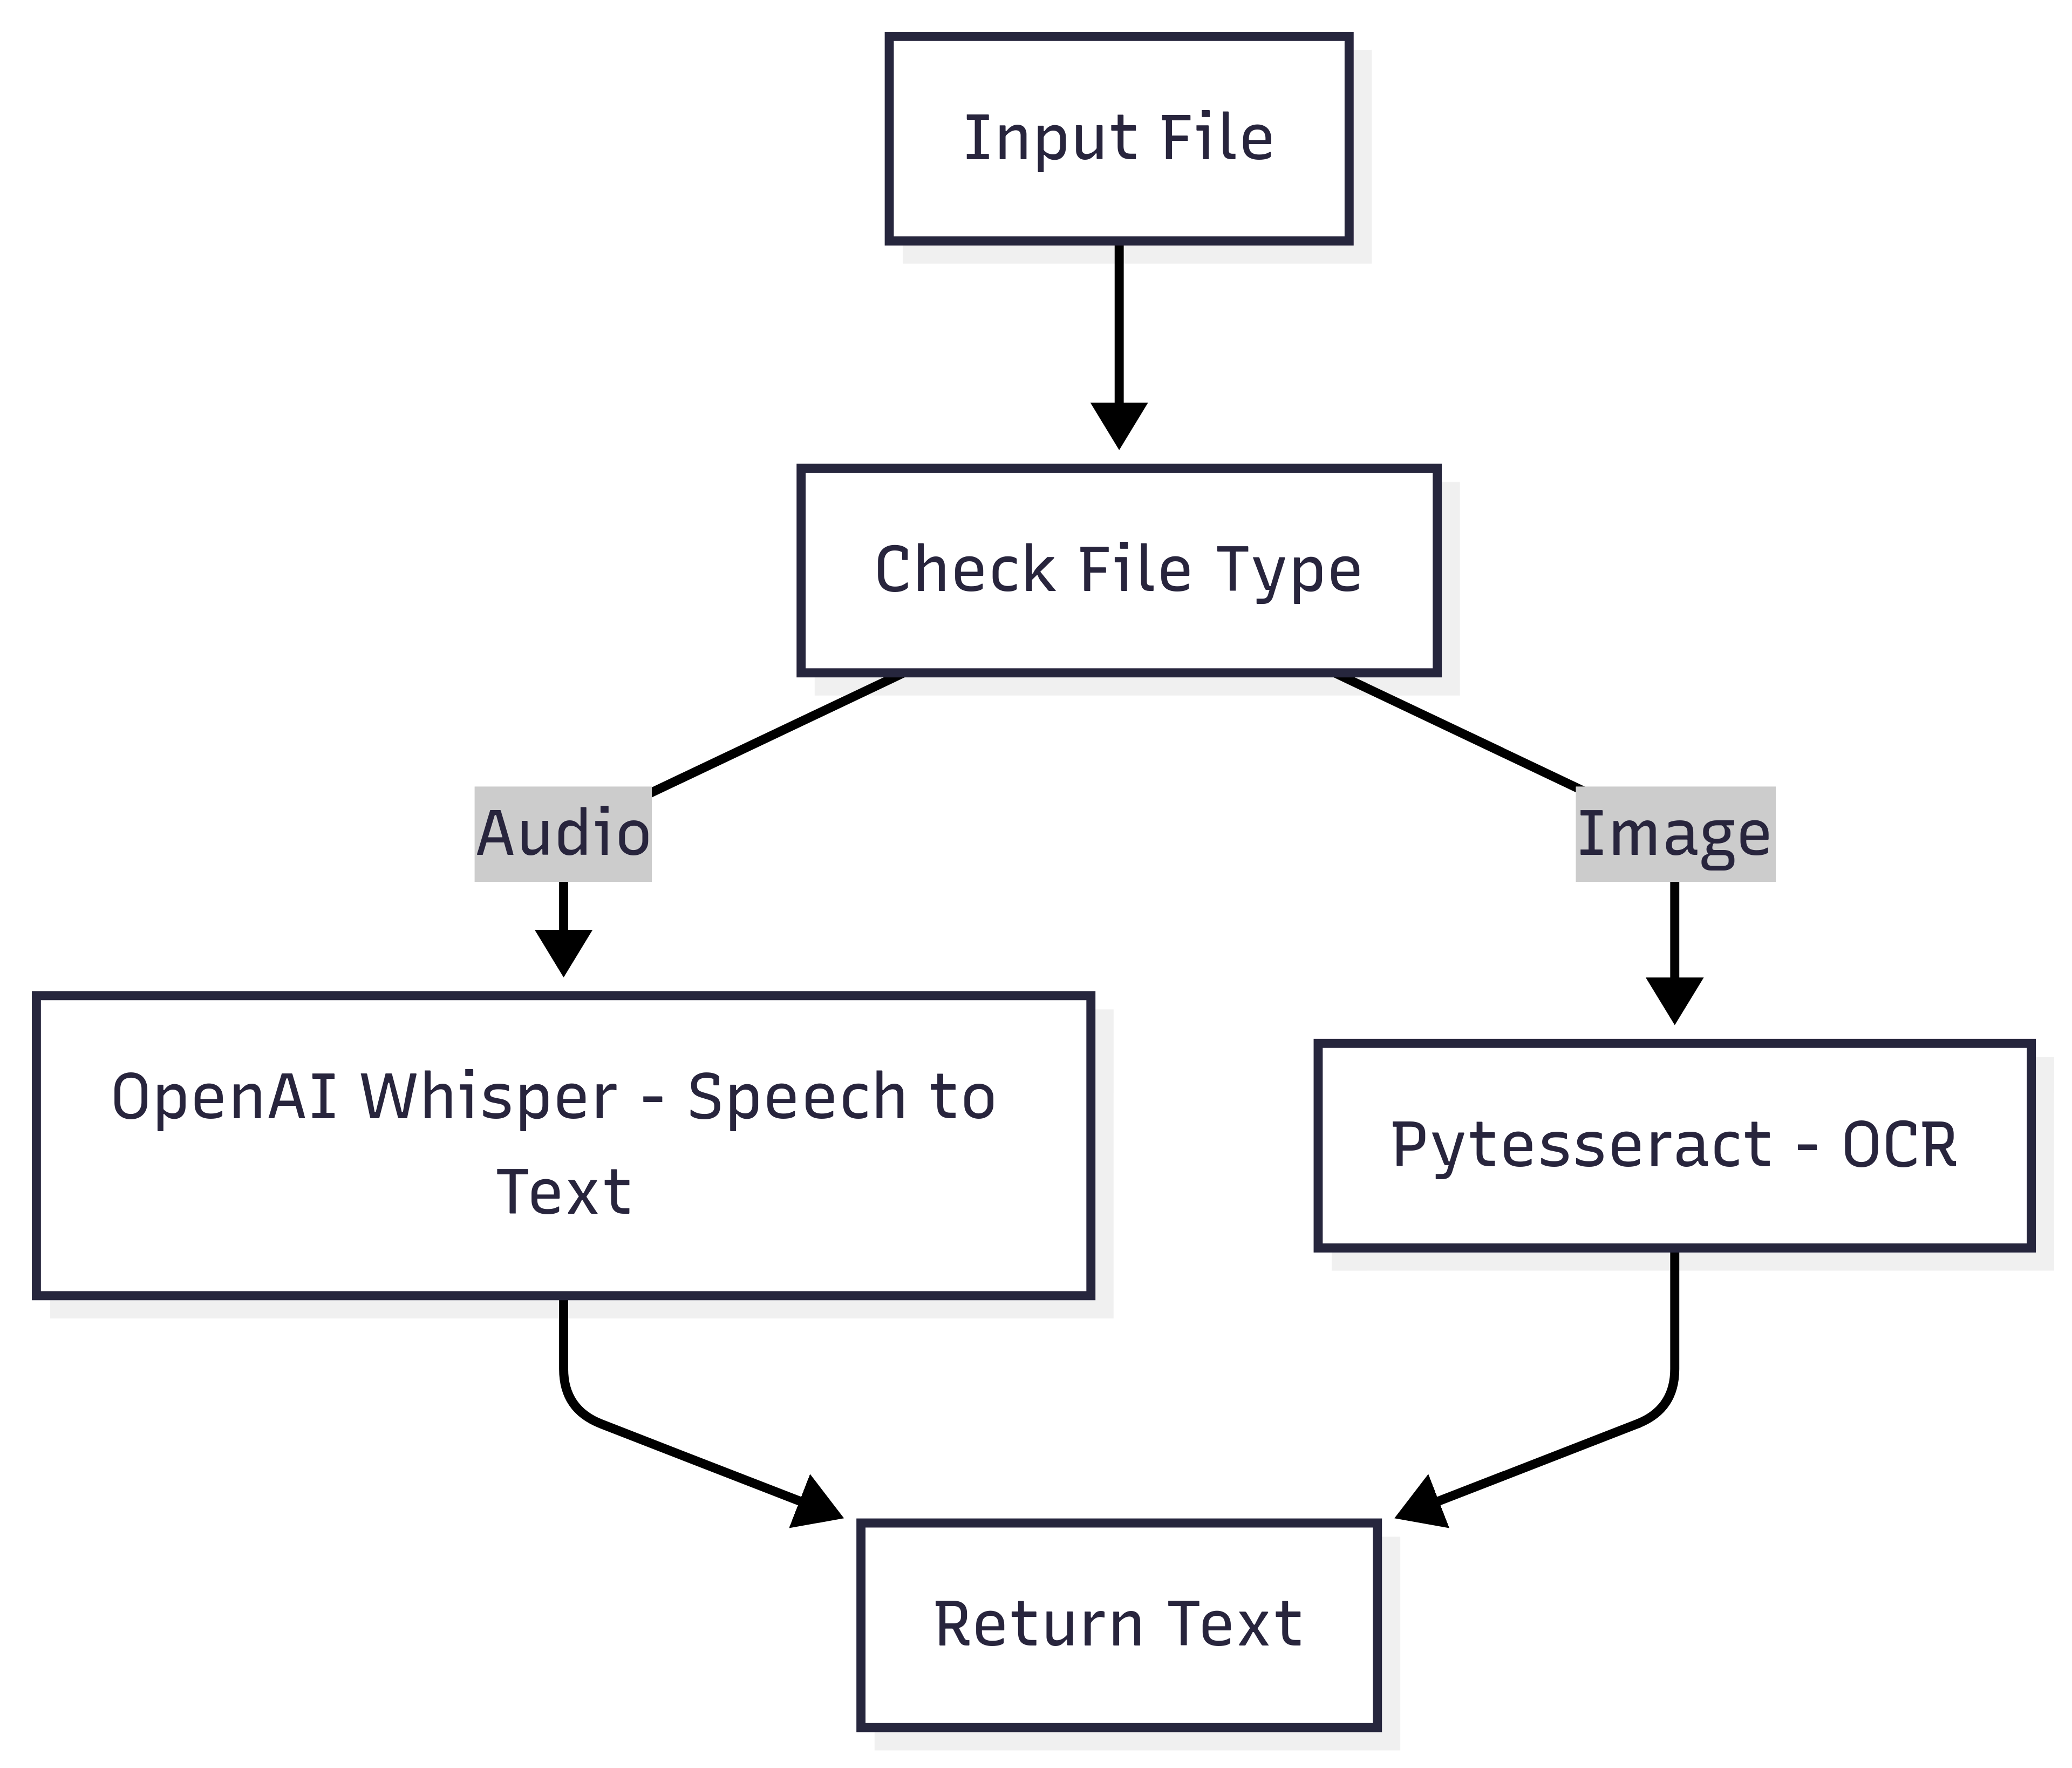 Input File
Check File Type
Audio
Image
OpenAI Whisper - Speech to
Text
Pytesseract - OCR
Return Text